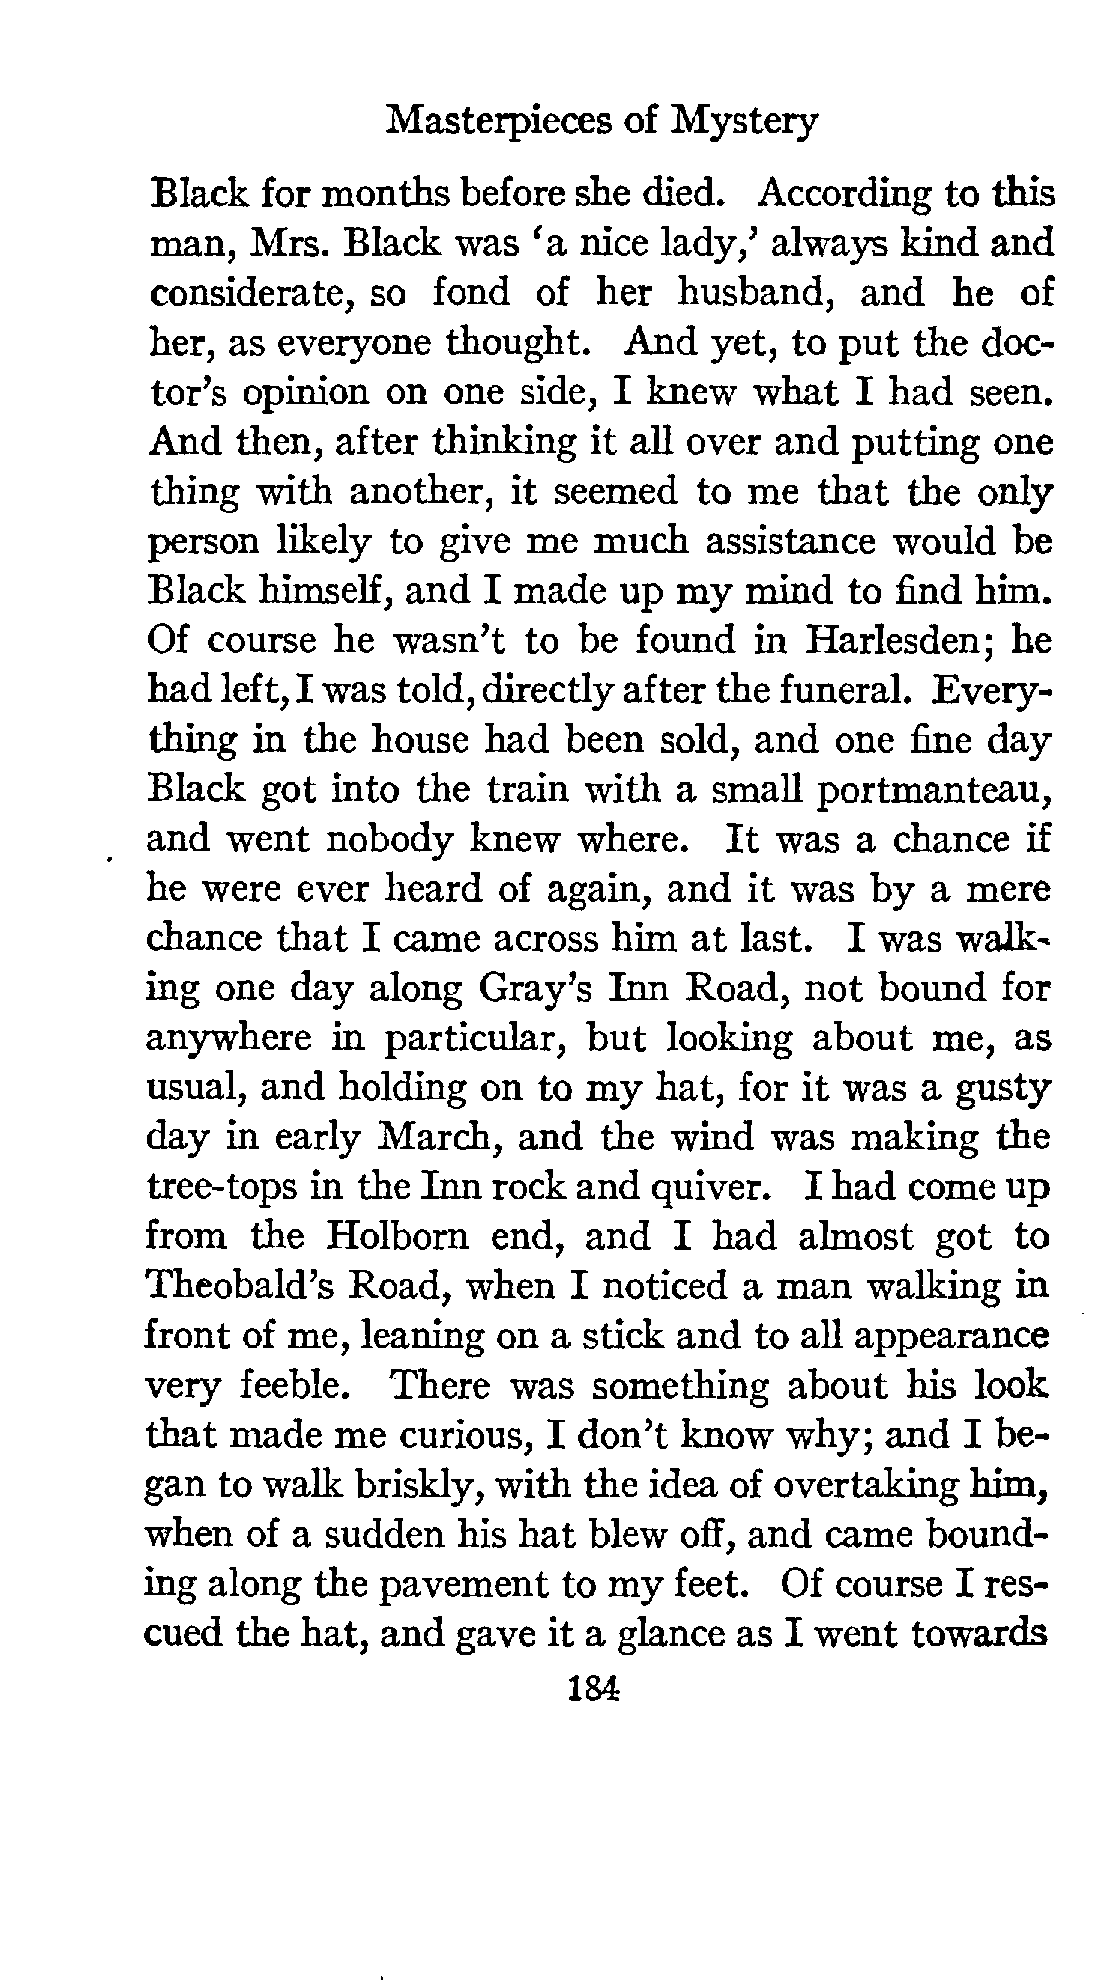 Masterpieces of Mystery
Black for months before she died. According to this
man, Mrs. Black was ‘a nice lady,’ always kind and
considerate, so fond of her husband, and he of
her, as everyone thought. And yet, to put the doc-
tor’s opinion on one side, I knew what I had seen.
And then, after thinking it all over and putting one
thing with another, it seemed to me that the only
person likely to give me much assistance would be
Black himself, and I made up my mind to find him.
Of course he wasn’t to be found in Harlesden; he
had left, I was told, directly after the funeral. Every-
thing in the house had been sold, and one fine day
Black got into the train with a small portmanteau,
and went nobody knew where. It was a chance if
he were ever heard of again, and it was by a mere
chance that I came across him at last. I was walk-
ing one day along Gray’s Inn Road, not bound for
anywhere in particular, but looking about me, as
usual, and holding on to my hat, for it was a gusty
day in early March, and the wind was making the
tree-tops in the Inn rock and quiver. I had come up
from the Holborn end, and I had almost got to
Theobald’s Road, when I noticed a man walking in
front of me, leaning on a stick and to all appearance
very feeble. There was something about his look
that made me curious, I don’t know why; and I be-
gan to walk briskly, with the idea of overtaking him,
when of a sudden his hat blew off, and came bound-
ing along the pavement to my feet. Of course I res-
cued the hat, and gave it a glance as I went towards
184